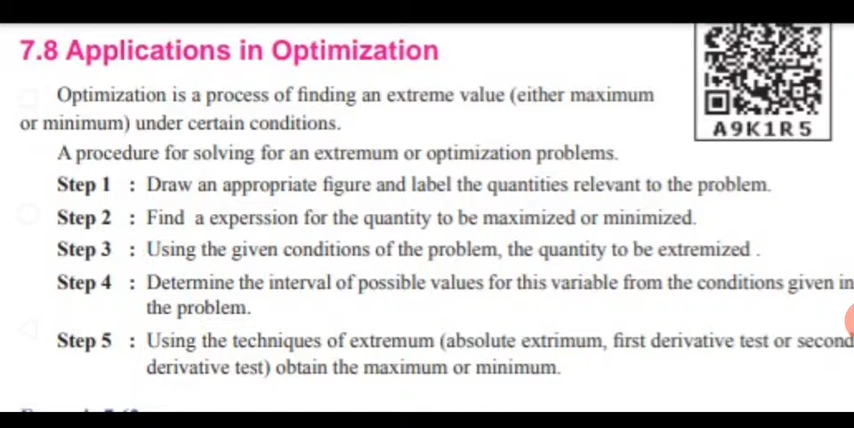 7.8 Applications in Optimization
A9K1R5
Optimization is a process of finding an extreme value (either maximum
or minimum) under certain conditions.
A procedure for solving for an extremum or optimization problems.
Step 1 : Draw an appropriate figure and label the quantities relevant to the problem.
Step 2 : Find a experssion for the quantity to be maximized or minimized.
Step 3 : Using the given conditions of the problem, the quantity to be extremized .
Step 4 : Determine the interval of possible values for this variable from the conditions given in
the problem.
Step 5 : Using the techniques of extremum (absolute extrimum, first derivative test or second
derivative test) obtain the maximum or minimum.